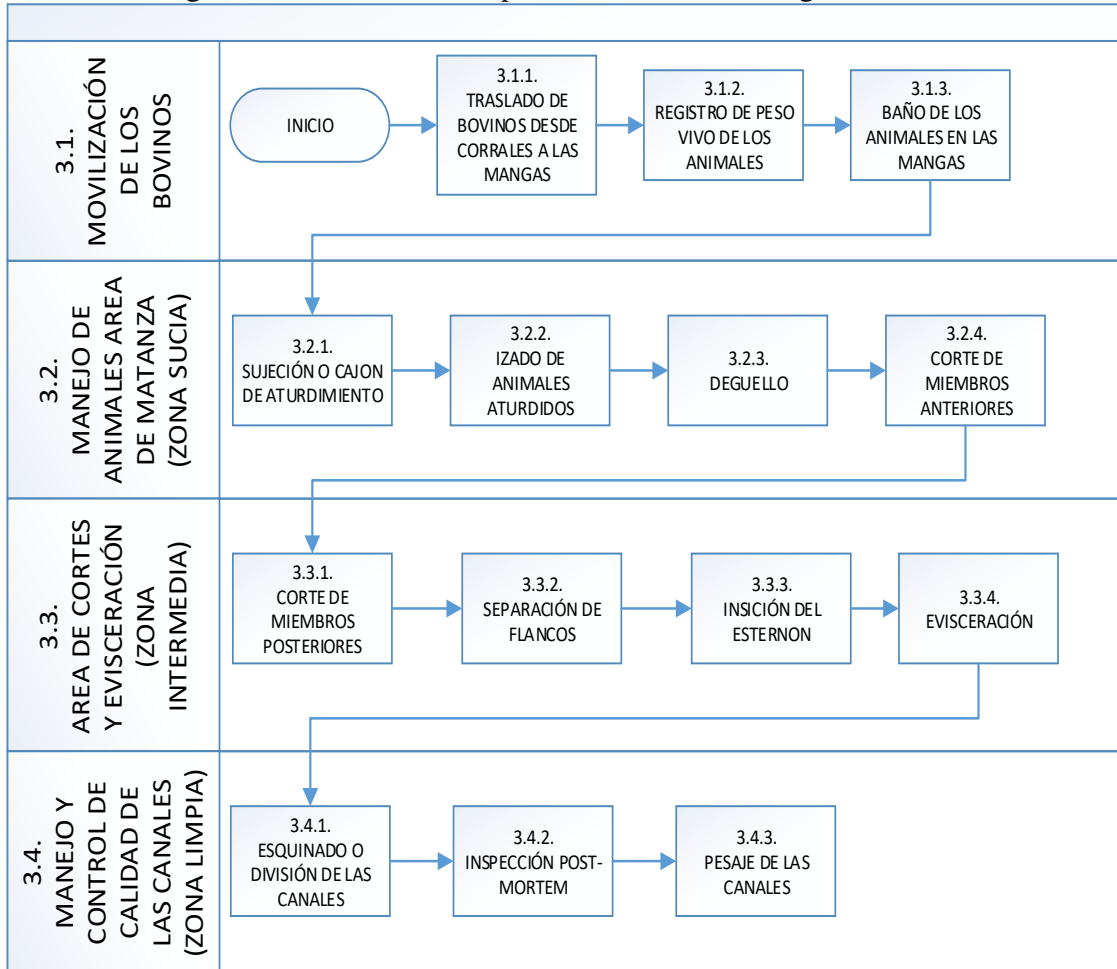 3.1.
MOVILIZACIÓN
DE LOS
BOVINOS
INICIO
3.1.1.
TRASLADO DE
BOVINOS DESDE
CORRALES A LAS
MANGAS
3.1.2.
REGISTRO DE PESO
VIVO DE LOS
ANIMALES
3.1.3.
BAÑO DE LOS
ANIMALES EN LAS
MANGAS
3.2.
MANEJO DE
ANIMALES AREA
DE MATANZA
(ZONA SUCIA)
3.2.1.
SUJECIÓN O CAJON
DE ATURDIMIENTO
3.2.2.
IZADO DE
ANIMALES
ATURDIDOS
3.2.3.
DEGUELLO
3.2.4.
CORTE DE
MIEMBROS
ANTERIORES
3.3.
AREA DE CORTES
Y EVISCERACIÓN
(ZONA
INTERMEDIA)
3.3.1.
CORTE DE
MIEMBROS
POSTERIORES
3.3.2.
SEPARACIÓN DE
FLANCOS
3.3.3.
INSICIÓN DEL
ESTERNON
3.3.4.
EVISCERACIÓN
3.4.
MANEJO Y
CONTROL DE
CALIDAD DE
LAS CANALES
(ZONA LIMPIA)
3.4.1.
ESQUINADO O
DIVISIÓN DE LAS
CANALES
3.4.2.
INSPECCIÓN POST-
MORTEM
3.4.3.
PESAJE DE LAS
CANALES